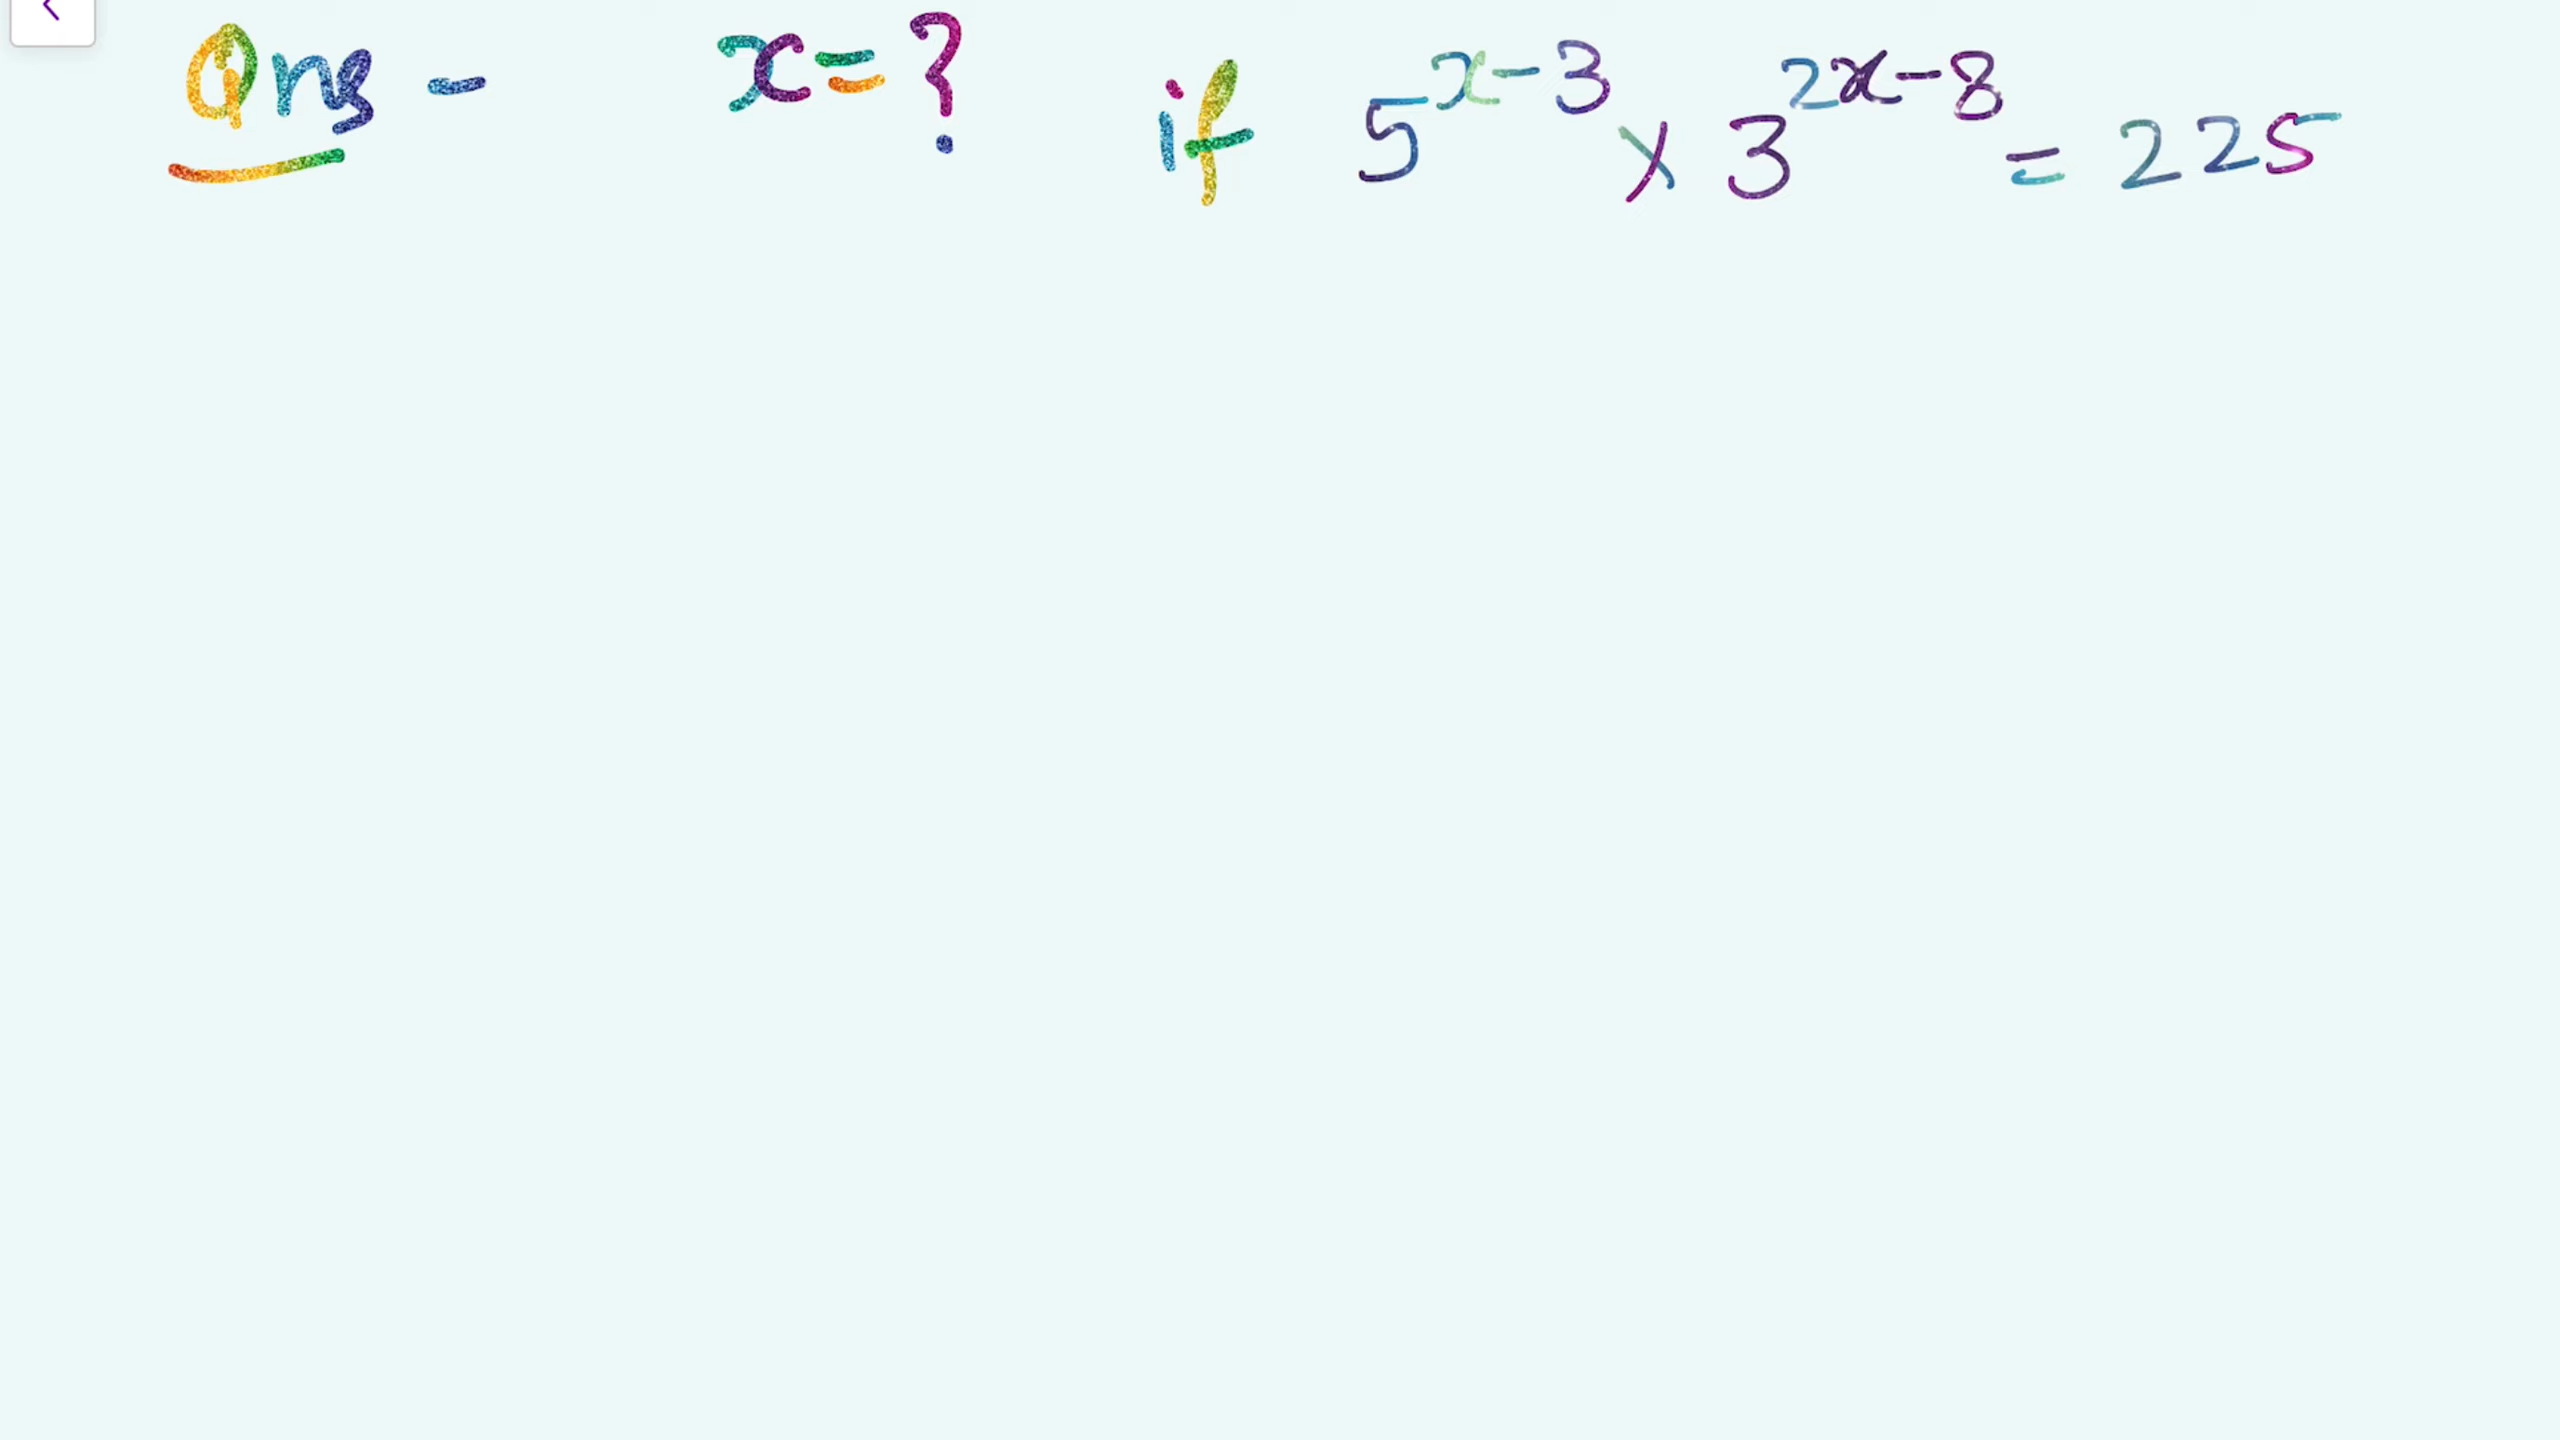 Qns - x = ? if 5^{x-3} × 3^{2x-8} = 225